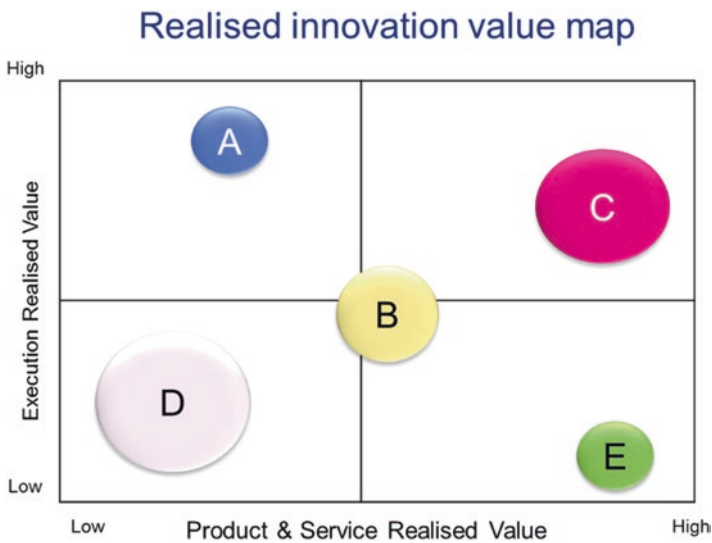 Realised innovation value map
High
A
C
Execution Realised Value
B
D
E
Low
Low
Product & Service Realised Value
High